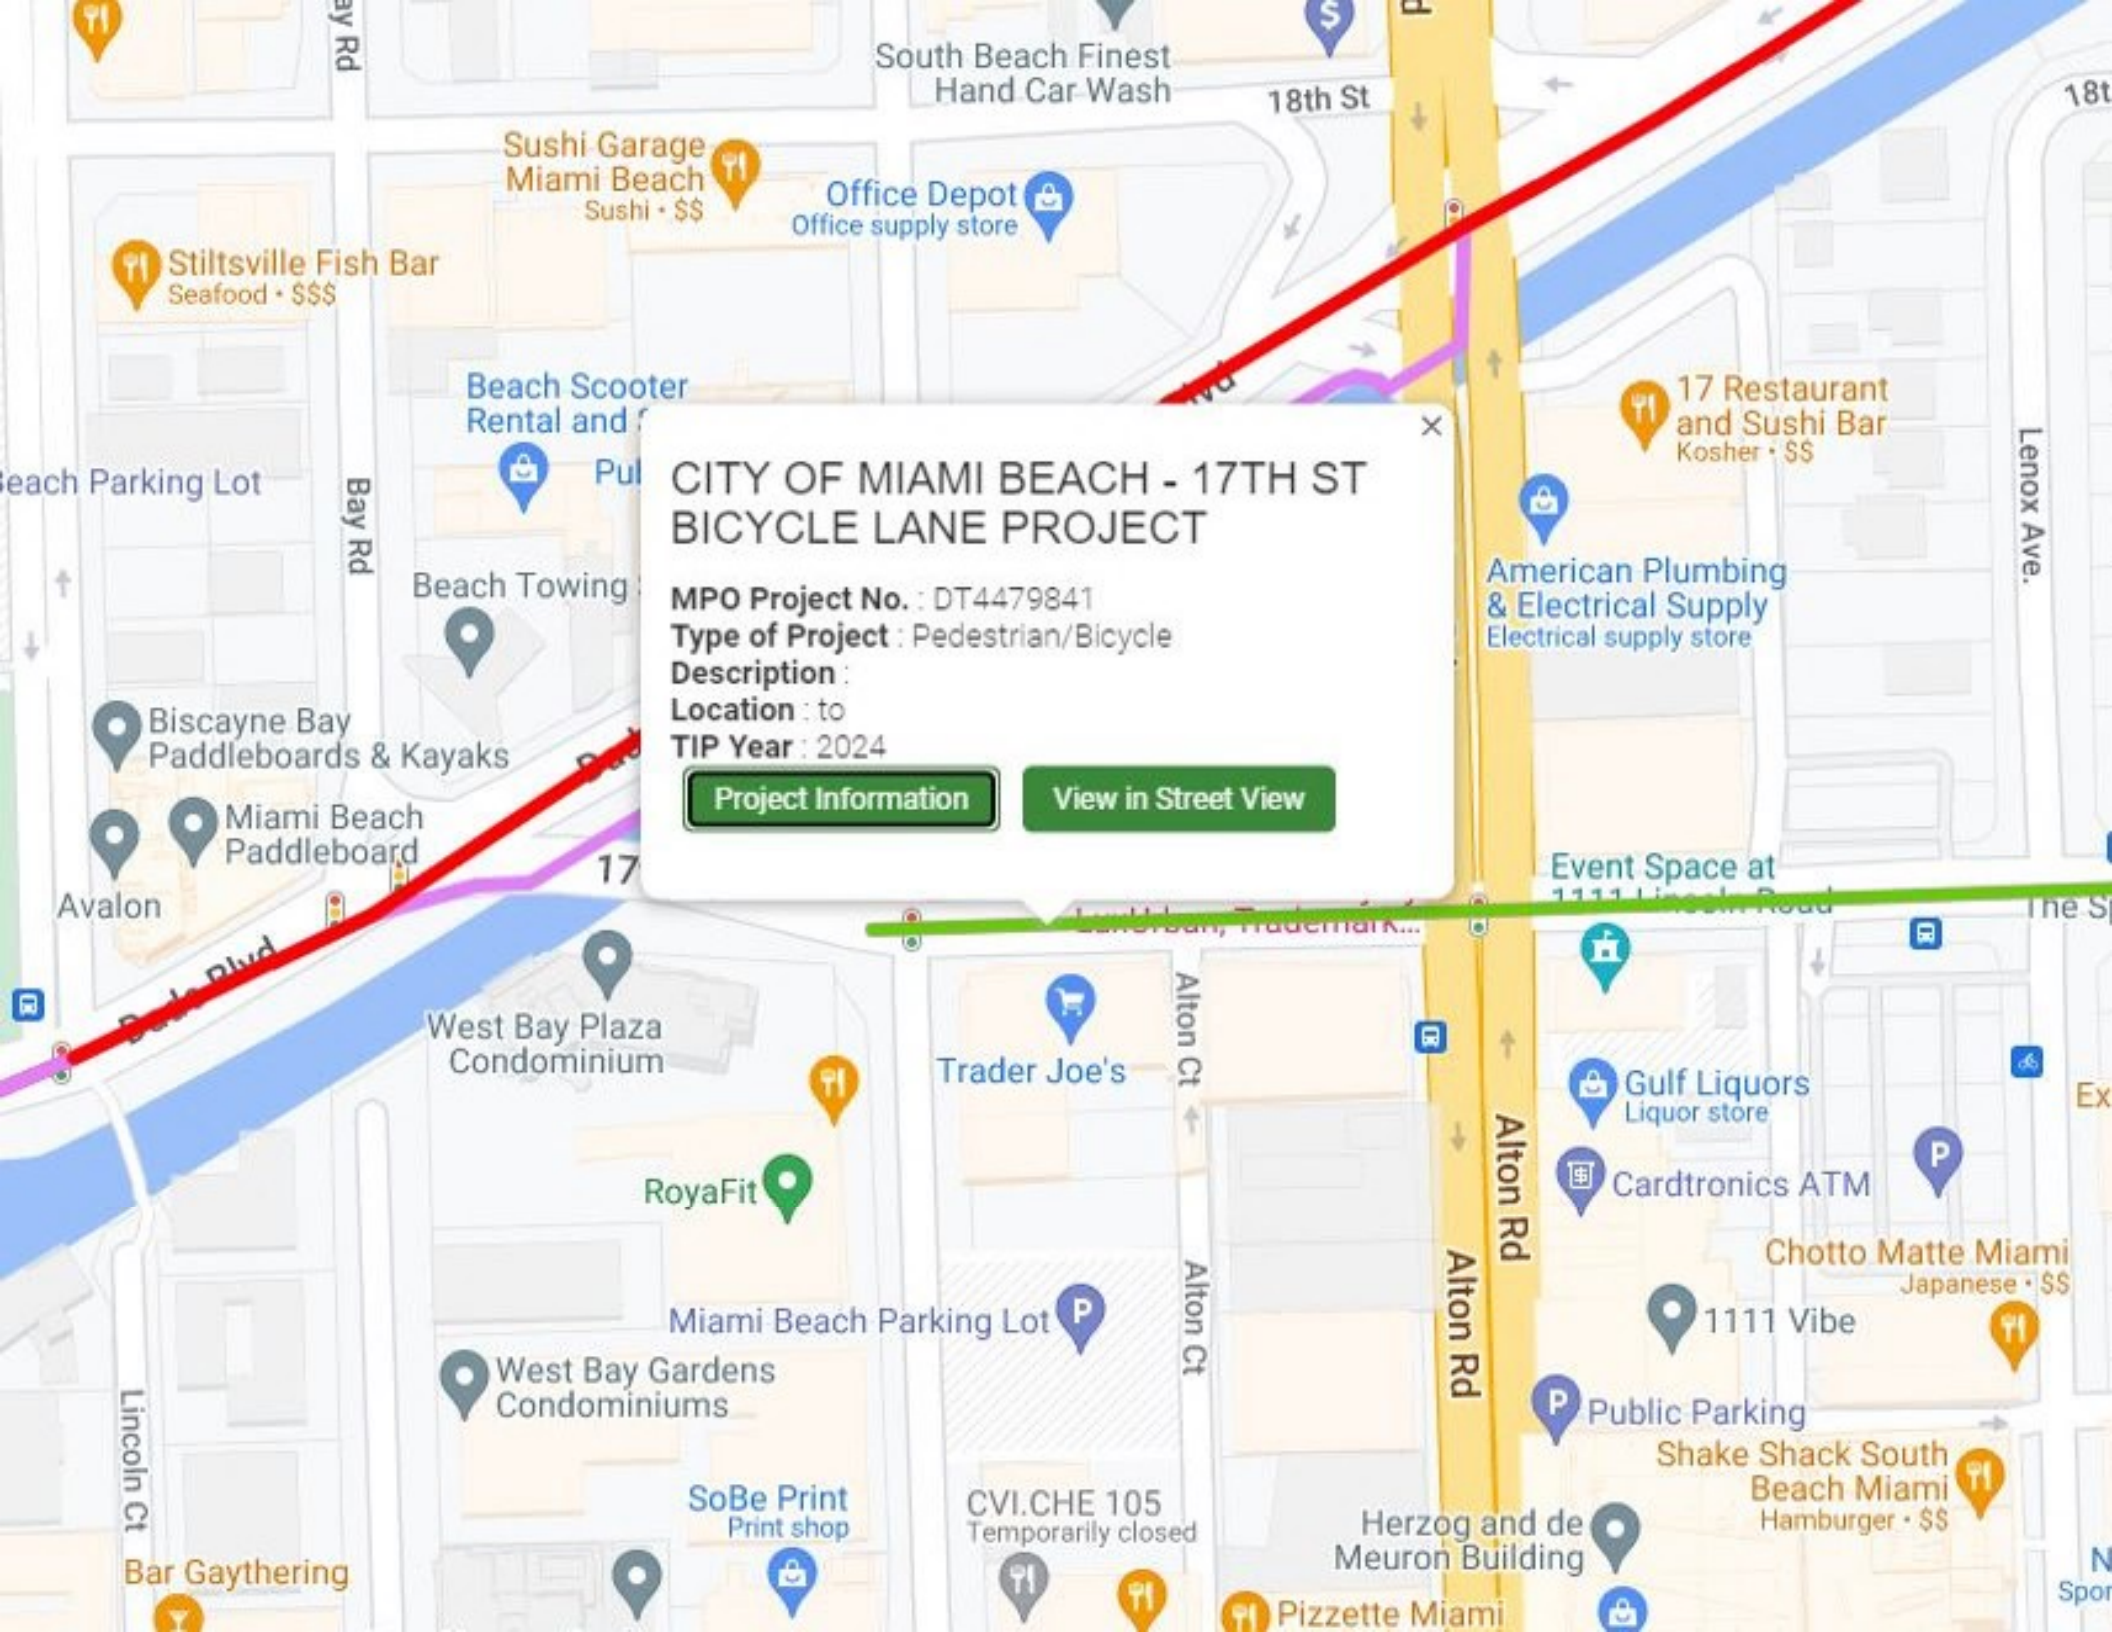 ay Rd
South Beach Finest
Hand Car Wash
18th St
Sushi Garage
Miami Beach
Sushi • $$
Office Depot
Office supply store
Stiltsville Fish Bar
Seafood • $$$
Beach Scooter
Rental and
Beach Parking Lot
Bay Rd
17 Restaurant
and Sushi Bar
Kosher • $$
Lenox Ave.
CITY OF MIAMI BEACH - 17TH ST
BICYCLE LANE PROJECT
MPO Project No. : DT4479841
Type of Project : Pedestrian/Bicycle
Description :
Location : to
TIP Year : 2024
Project Information
View in Street View
American Plumbing
& Electrical Supply
Electrical supply store
Beach Towing
Biscayne Bay
Paddleboards & Kayaks
Miami Beach
Paddleboard
Avalon
17
Event Space at
1111 Lincoln Road
LuxUrban, Trademark...
Dade Blvd
West Bay Plaza
Condominium
Trader Joe's
Alton Ct
Gulf Liquors
Liquor store
Alton Rd
Cardtronics ATM
P
RoyaFit
Chotto Matte Miami
Japanese • $$
Miami Beach Parking Lot
P
Alton Ct
Alton Rd
1111 Vibe
West Bay Gardens
Condominiums
P
Public Parking
Lincoln Ct
Shake Shack South
Beach Miami
Hamburger • $$
SoBe Print
Print shop
CVI.CHE 105
Temporarily closed
Herzog and de
Meuron Building
Bar Gaythering
Pizzette Miami